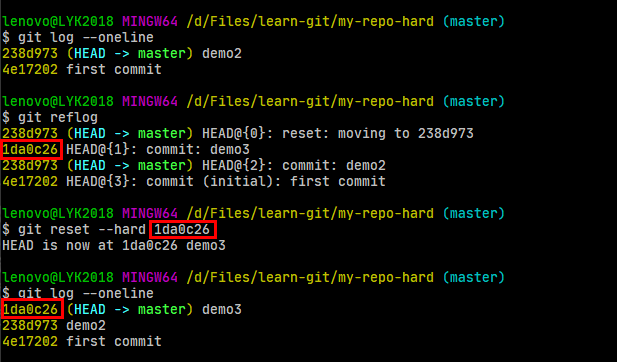 lenovo@LYK2018 MINGW64 /d/Files/learn-git/my-repo-hard (master)
$ git log --oneline
238d973 (HEAD -> master) demo2
4e17202 first commit
lenovo@LYK2018 MINGW64 /d/Files/learn-git/my-repo-hard (master)
$ git reflog
238d973 (HEAD -> master) HEAD@{0}: reset: moving to 238d973
1da0c26 HEAD@{1}: commit: demo3
238d973 (HEAD -> master) HEAD@{2}: commit: demo2
4e17202 HEAD@{3}: commit (initial): first commit
lenovo@LYK2018 MINGW64 /d/Files/learn-git/my-repo-hard (master)
$ git reset --hard 1da0c26
HEAD is now at 1da0c26 demo3
lenovo@LYK2018 MINGW64 /d/Files/learn-git/my-repo-hard (master)
$ git log --oneline
1da0c26 (HEAD -> master) demo3
238d973 demo2
4e17202 first commit